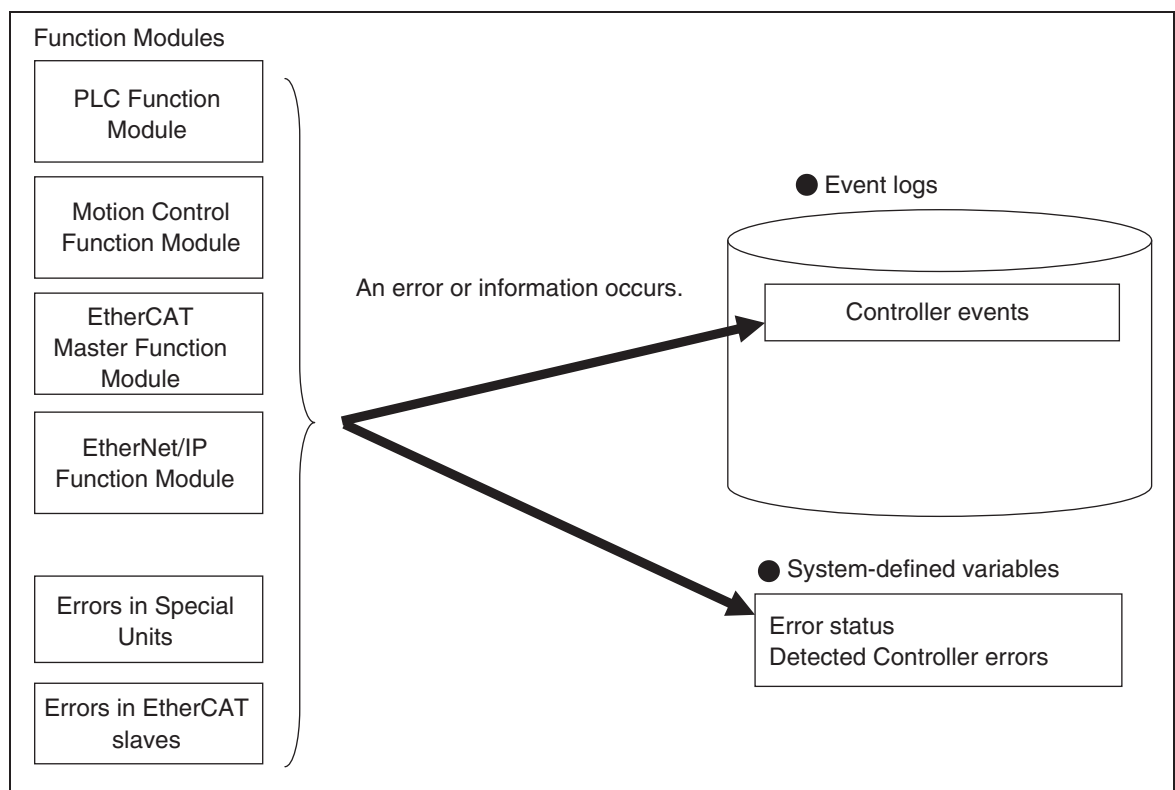 Function Modules
PLC Function
Module
Motion Control
Function Module
EtherCAT
Master Function
Module
EtherNet/IP
Function Module
Errors in Special
Units
Errors in EtherCAT
slaves
An error or information occurs.
Event logs
Controller events
System-defined variables
Error status
Detected Controller errors